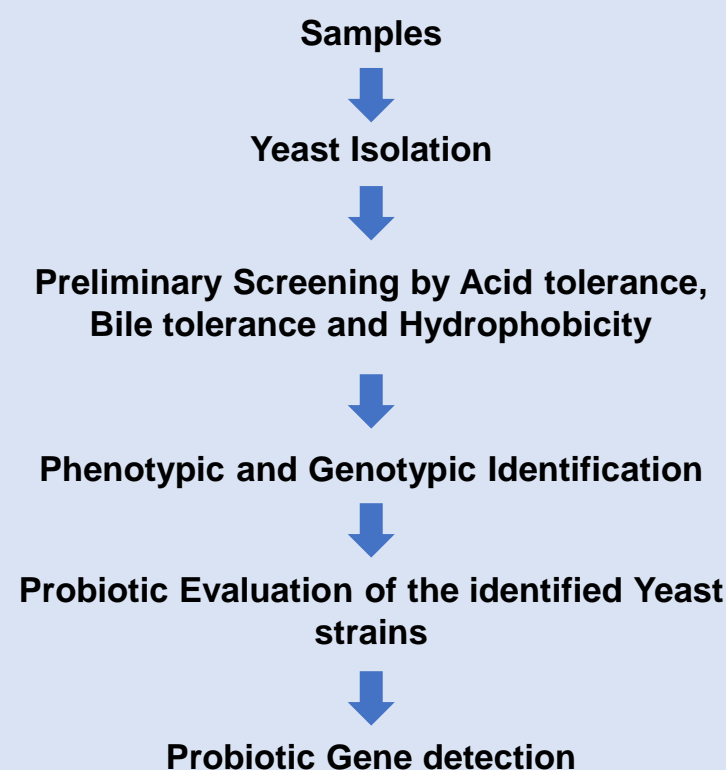 Samples
Yeast Isolation
Preliminary Screening by Acid tolerance,
Bile tolerance and Hydrophobicity
Phenotypic and Genotypic Identification
Probiotic Evaluation of the identified Yeast
strains
Probiotic Gene detection